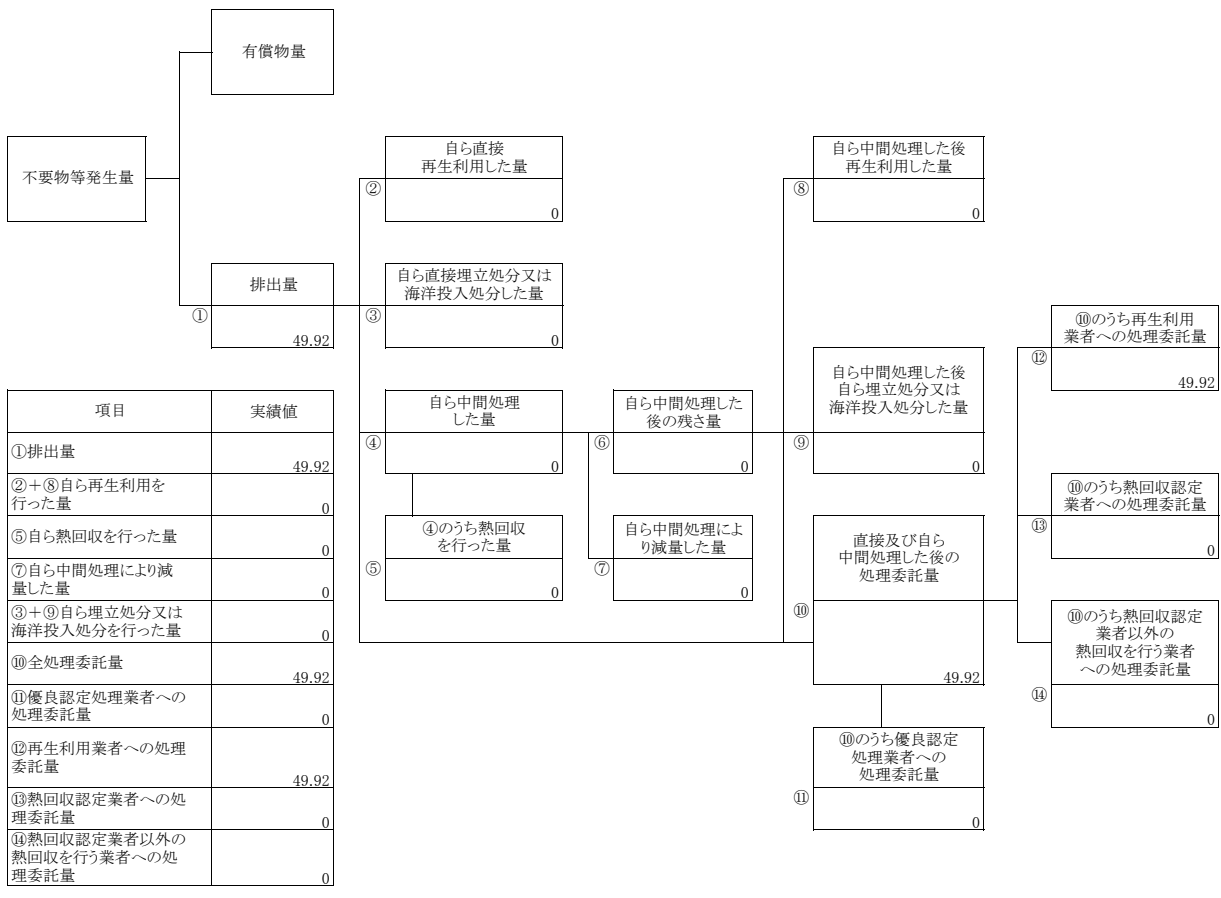 有償物量
不要物等発生量
排出量
①
49.92
自ら直接
再生利用した量
②
0
自ら直接埋立処分又は
海洋投入処分した量
③
0
自ら中間処理
した量
④
0
④のうち熱回収
を行った量
⑤
0
自ら中間処理した
後の残さ量
⑥
0
自ら中間処理によ
り減量した量
⑦
0
自ら中間処理した後
再生利用した量
⑧
0
自ら中間処理した後
自ら埋立処分又は
海洋投入処分した量
⑨
0
直接及び自ら
中間処理した後の
処理委託量
⑩
49.92
⑩のうち優良認定
処理業者への
処理委託量
⑪
0
⑩のうち再生利用
業者への処理委託量
⑫
49.92
⑩のうち熱回収認定
業者への処理委託量
⑬
0
⑩のうち熱回収認定
業者以外の
熱回収を行う業者
への処理委託量
⑭
0
項目 実績値
①排出量
49.92
②+⑧自ら再生利用を
行った量
0
⑤自ら熱回収を行った量
0
⑦自ら中間処理により減
量した量
0
③+⑨自ら埋立処分又は
海洋投入処分を行った量
0
⑩全処理委託量
49.92
⑪優良認定処理業者への
処理委託量
0
⑫再生利用業者への処理
委託量
49.92
⑬熱回収認定業者への処
理委託量
0
⑭熱回収認定業者以外の
熱回収を行う業者への処
理委託量
0